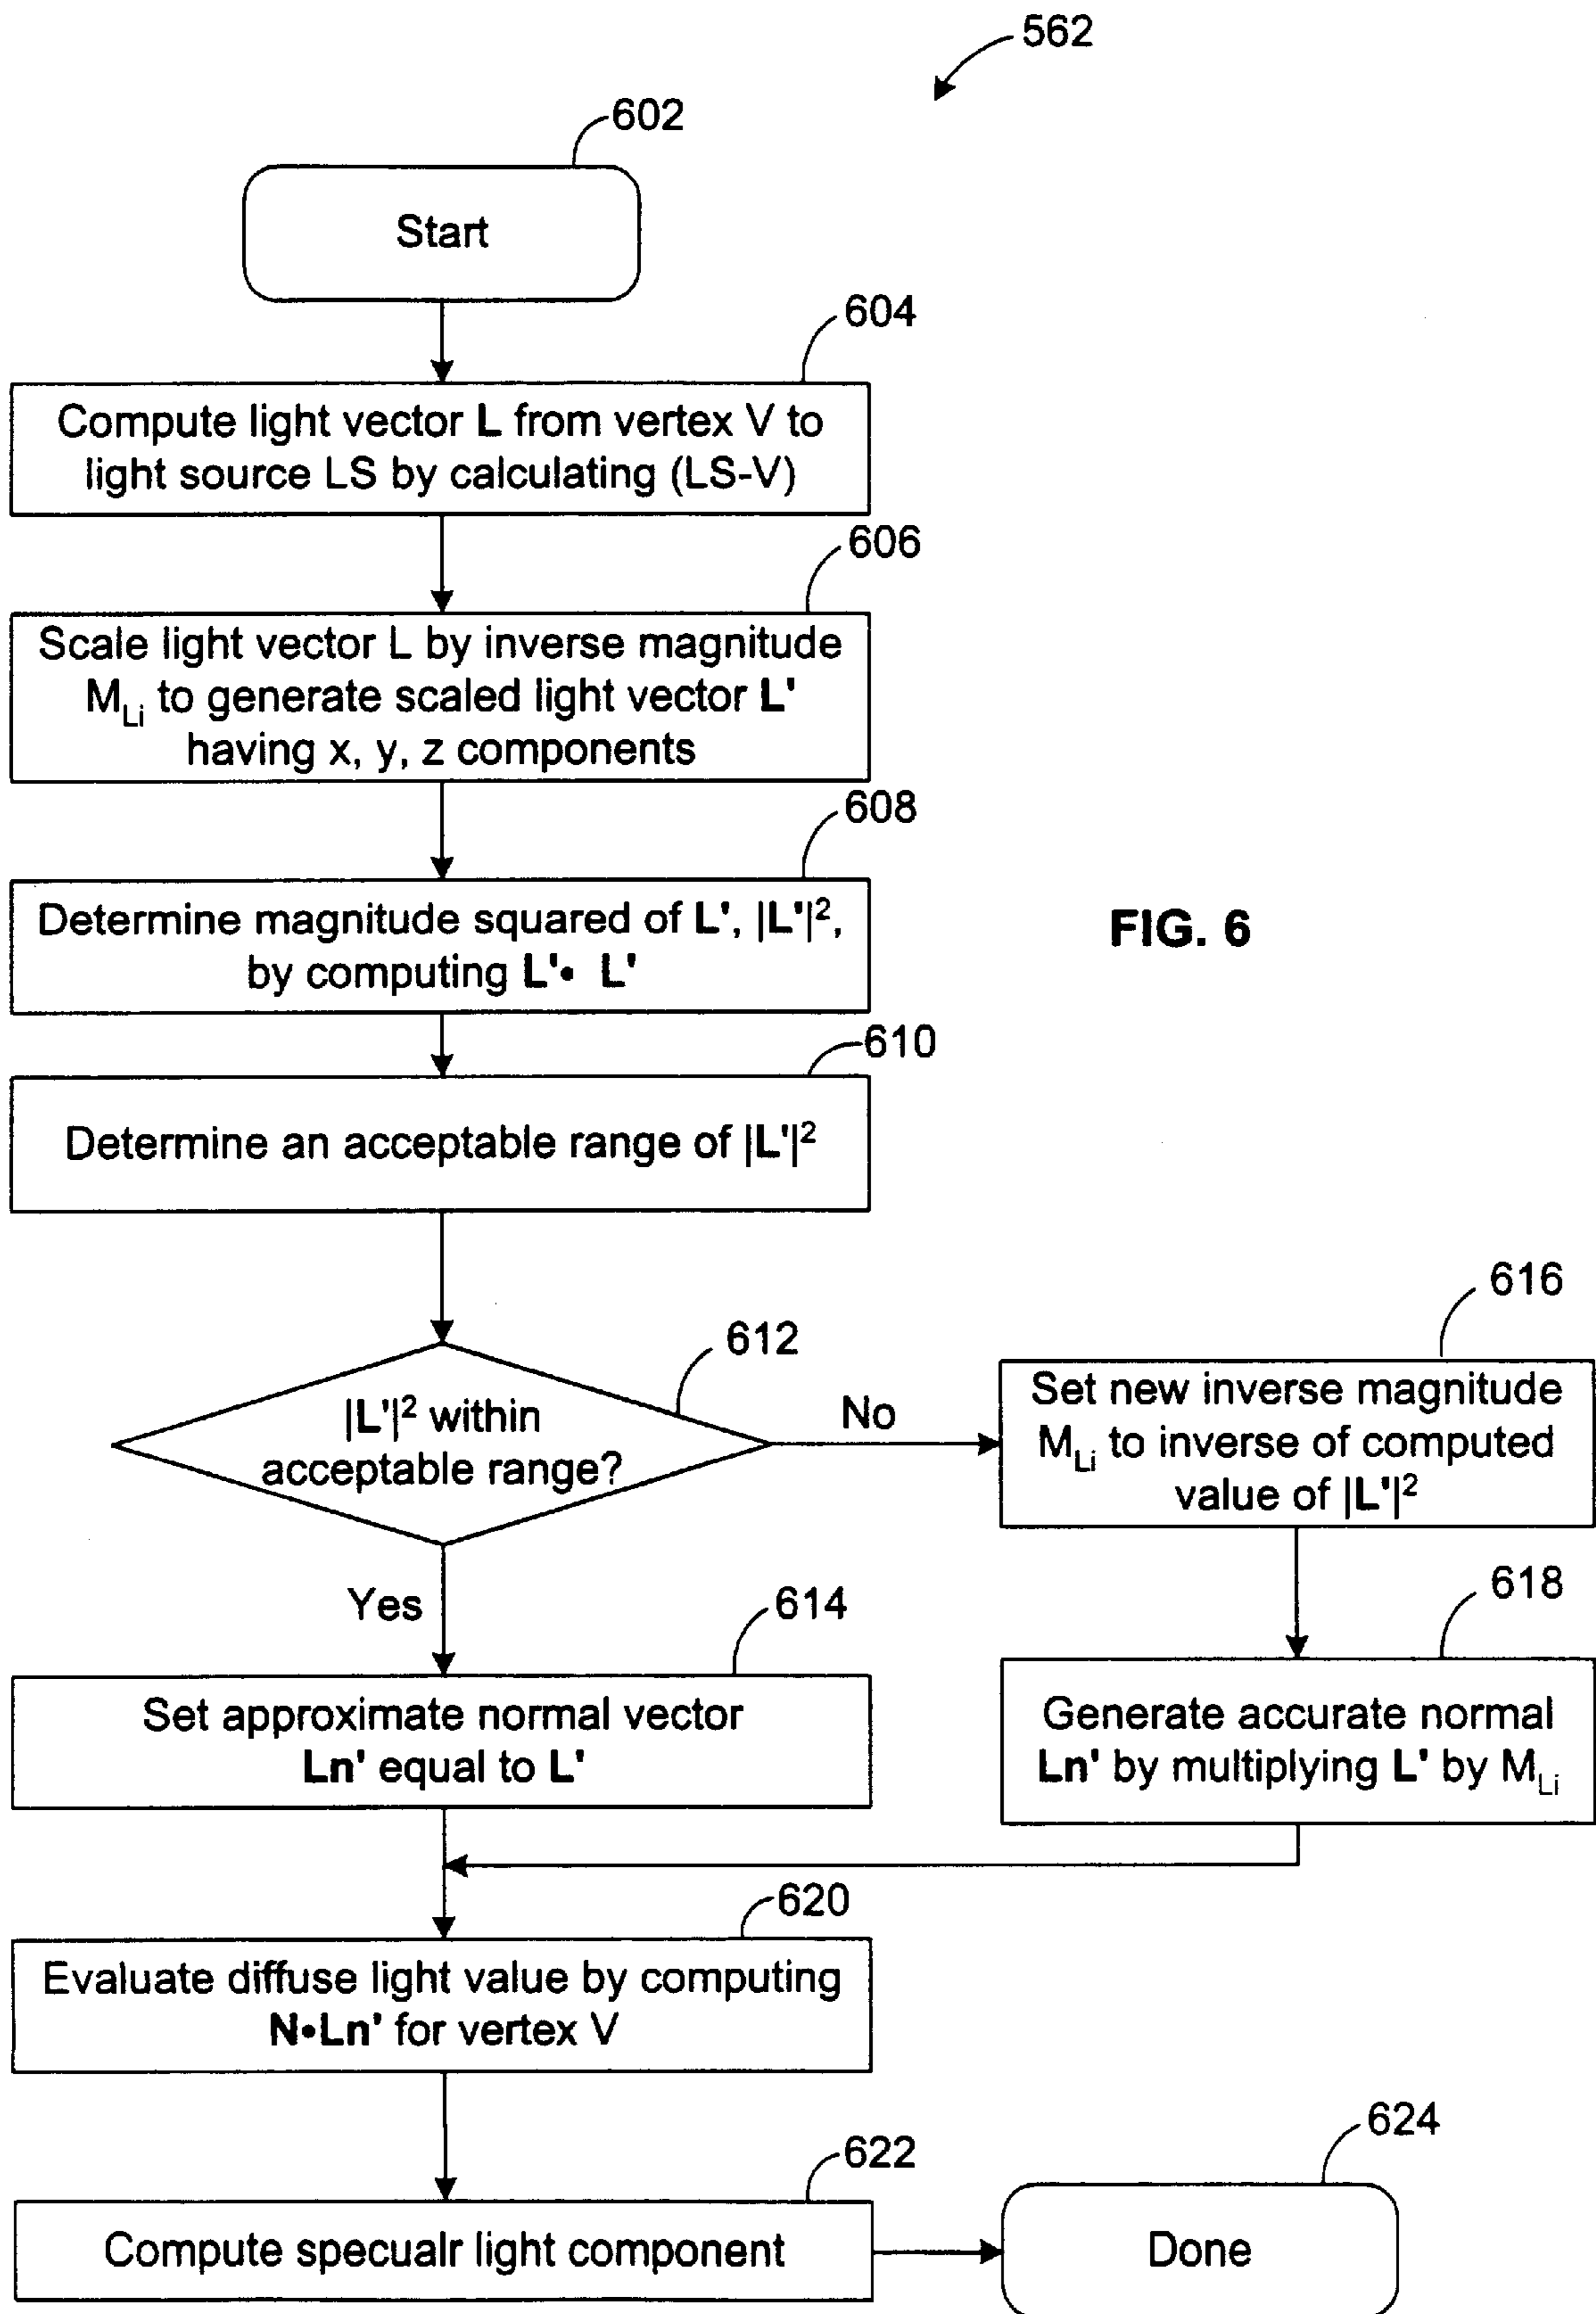 562
602
Start
604
Compute light vector L from vertex V to
light source LS by calculating (LS-V)
606
Scale light vector L by inverse magnitude
M_Li to generate scaled light vector L'
having x, y, z components
608
Determine magnitude squared of L', |L'|²,
by computing L'• L'
FIG. 6
610
Determine an acceptable range of |L'|²
612
|L'|² within
acceptable range?
No
616
Set new inverse magnitude
M_Li to inverse of computed
value of |L'|²
Yes
614
Set approximate normal vector
Ln' equal to L'
618
Generate accurate normal
Ln' by multiplying L' by M_Li
620
Evaluate diffuse light value by computing
N•Ln' for vertex V
622
Compute specualr light component
624
Done